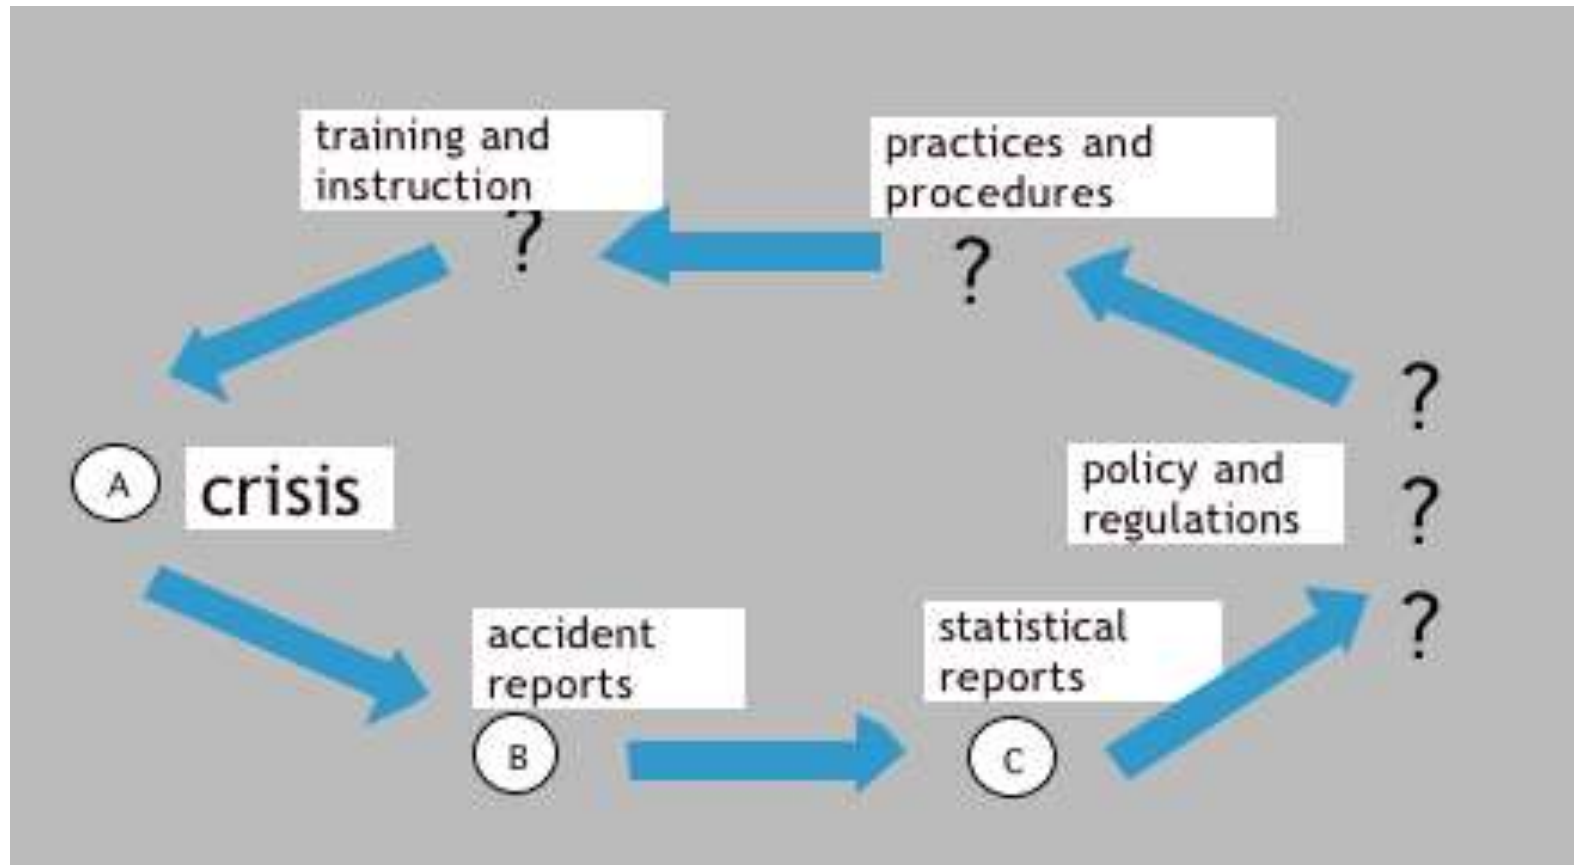 training and
instruction
?
practices and
procedures
?
A
crisis
policy and
regulations
?
?
?
accident
reports
B
statistical
reports
C